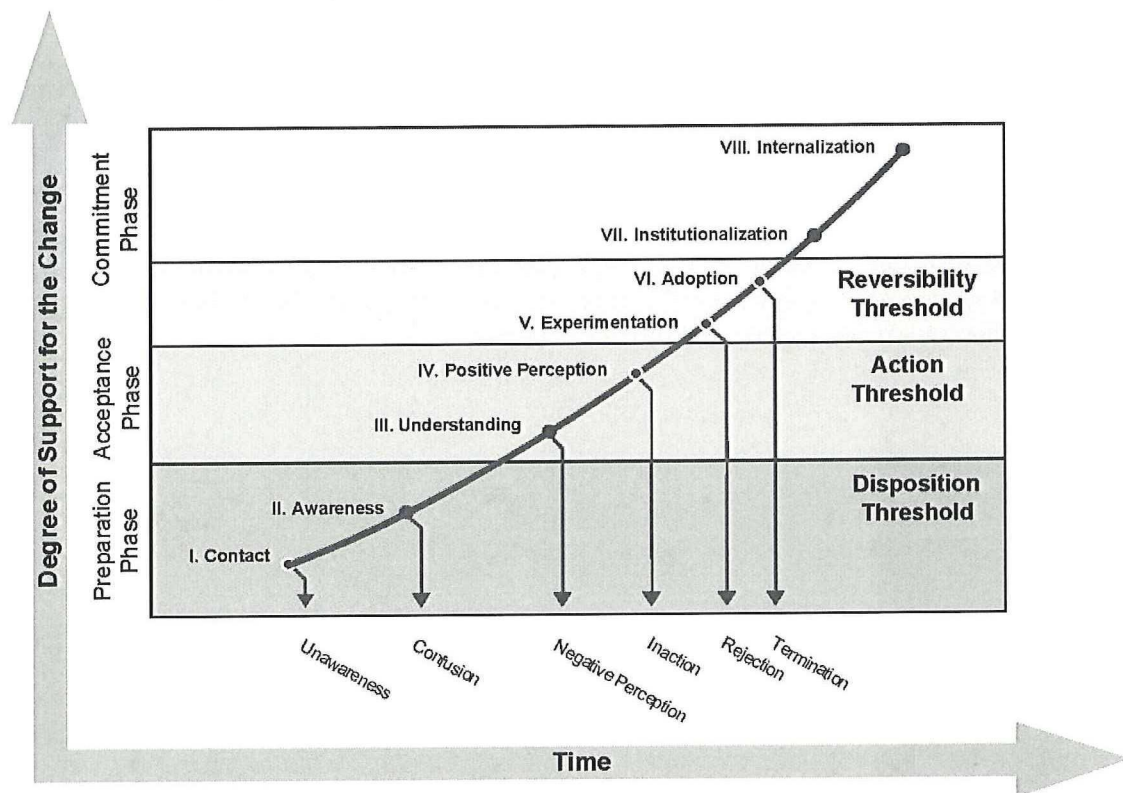 Degree of Support for the Change
Commitment
Phase
Acceptance
Phase
Preparation
Phase
VIII. Internalization
VII. Institutionalization
VI. Adoption
Reversibility
Threshold
V. Experimentation
IV. Positive Perception
Action
Threshold
III. Understanding
Disposition
Threshold
II. Awareness
I. Contact
Unawareness
Confusion
Negative Perception
Inaction
Rejection
Termination
Time